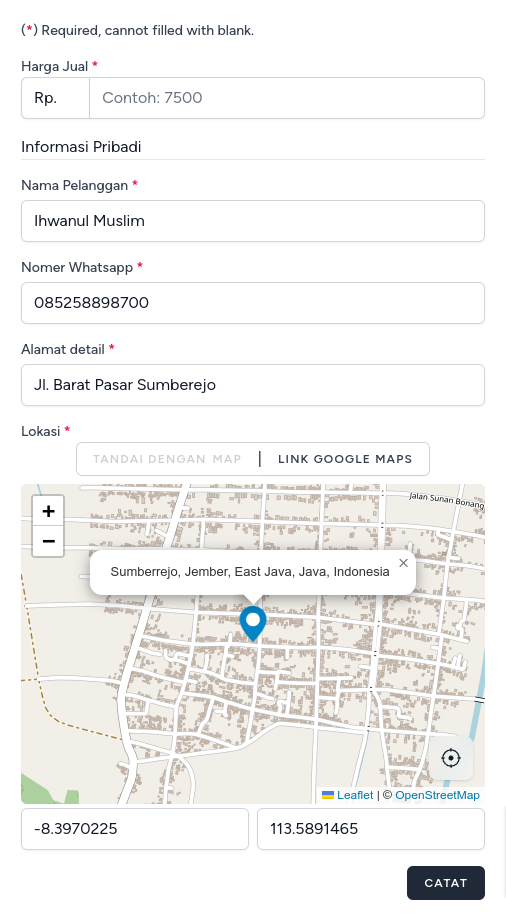 (*) Required, cannot filled with blank.
Harga Jual *
Rp. Contoh: 7500
Informasi Pribadi
Nama Pelanggan *
Ihwanul Muslim
Nomer Whatsapp *
085258898700
Alamat detail *
Jl. Barat Pasar Sumberejo
Lokasi *
TANDAI DENGAN MAP | LINK GOOGLE MAPS
Jalan Sunan Bonang
+
−
Sumberrejo, Jember, East Java, Java, Indonesia ×
Leaflet | © OpenStreetMap
-8.3970225 113.5891465
CATAT